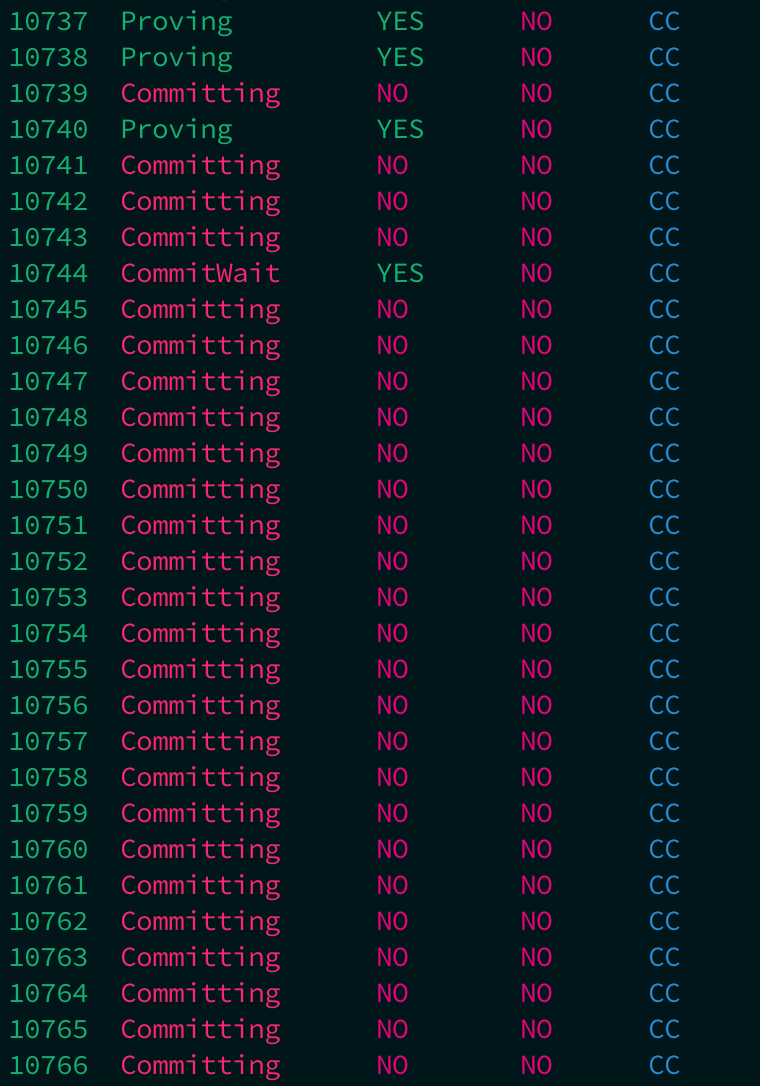 10737 Proving YES NO CC
10738 Proving YES NO CC
10739 Committing NO NO CC
10740 Proving YES NO CC
10741 Committing NO NO CC
10742 Committing NO NO CC
10743 Committing NO NO CC
10744 CommitWait YES NO CC
10745 Committing NO NO CC
10746 Committing NO NO CC
10747 Committing NO NO CC
10748 Committing NO NO CC
10749 Committing NO NO CC
10750 Committing NO NO CC
10751 Committing NO NO CC
10752 Committing NO NO CC
10753 Committing NO NO CC
10754 Committing NO NO CC
10755 Committing NO NO CC
10756 Committing NO NO CC
10757 Committing NO NO CC
10758 Committing NO NO CC
10759 Committing NO NO CC
10760 Committing NO NO CC
10761 Committing NO NO CC
10762 Committing NO NO CC
10763 Committing NO NO CC
10764 Committing NO NO CC
10765 Committing NO NO CC
10766 Committing NO NO CC